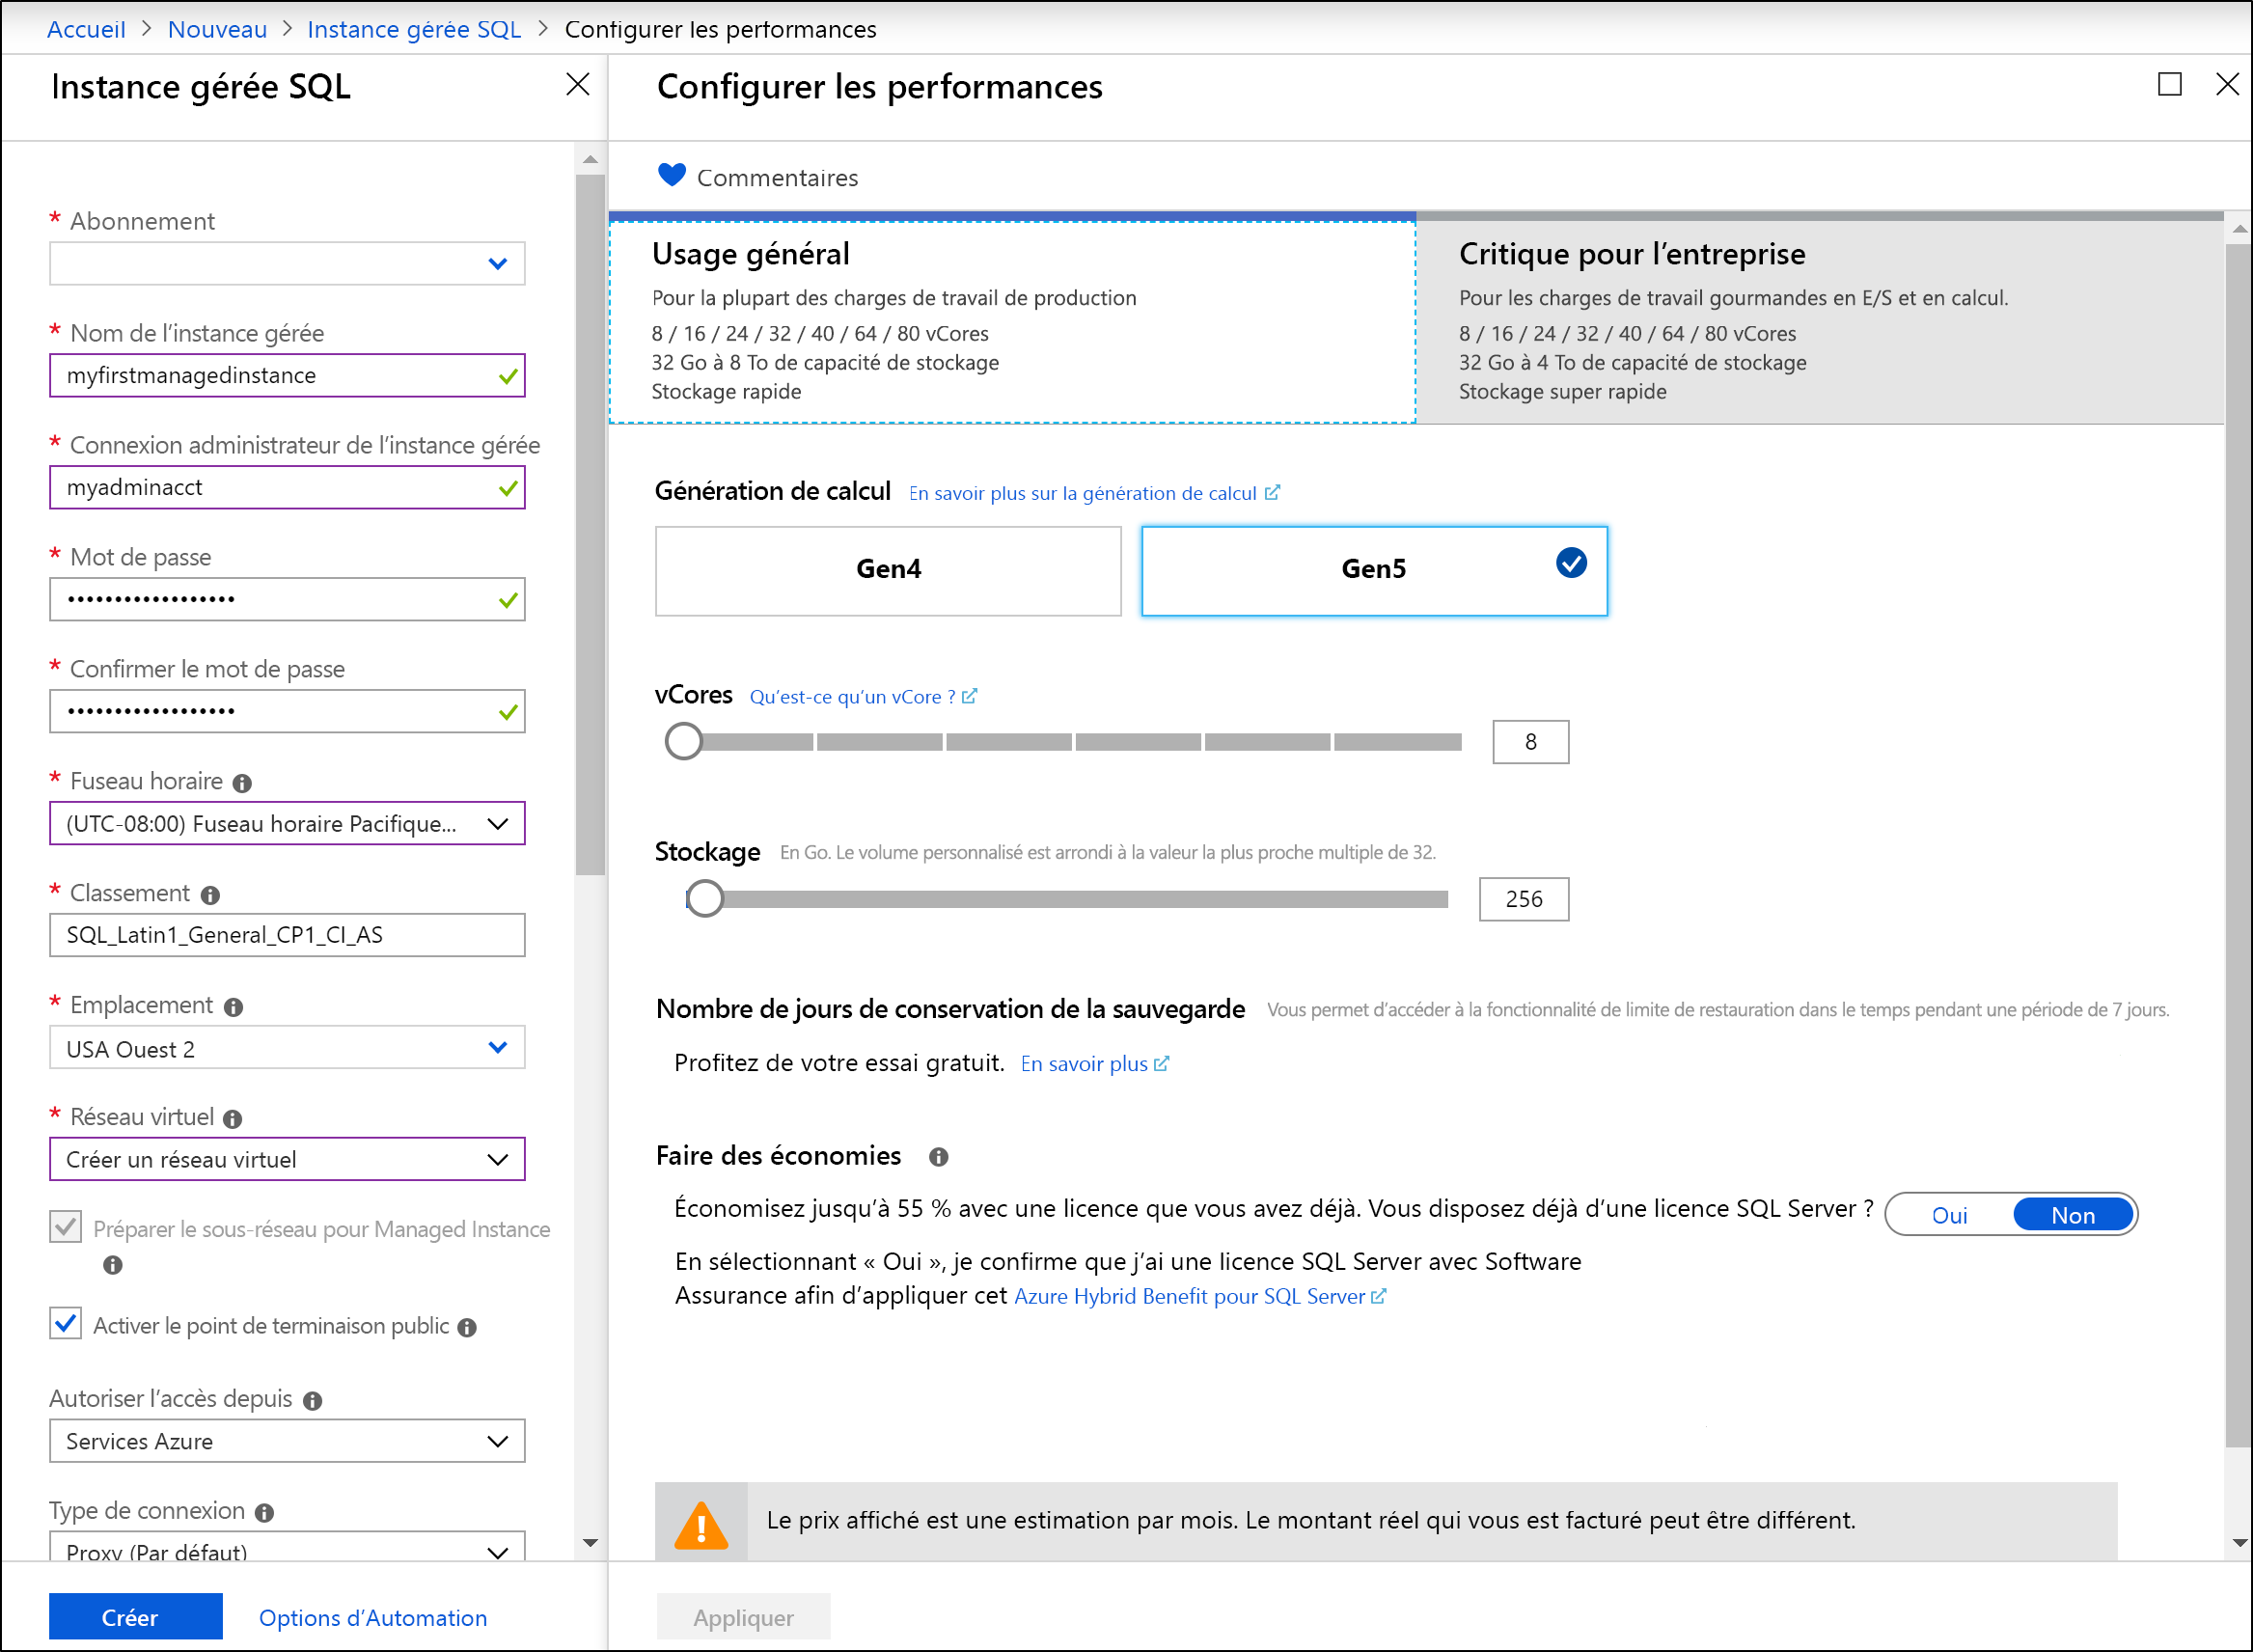 Accueil > Nouveau > Instance gérée SQL > Configurer les performances
Instance gérée SQL
* Abonnement
* Nom de l’instance gérée
myfirstmanagedinstance
* Connexion administrateur de l’instance gérée
myadminacct
* Mot de passe
••••••••••••••••••
* Confirmer le mot de passe
••••••••••••••••••
* Fuseau horaire
(UTC-08:00) Fuseau horaire Pacifique...
* Classement
SQL_Latin1_General_CP1_CI_AS
* Emplacement
USA Ouest 2
* Réseau virtuel
Créer un réseau virtuel
Préparer le sous-réseau pour Managed Instance
Activer le point de terminaison public
Autoriser l’accès depuis
Services Azure
Type de connexion
Proxy (Par défaut)
Créer
Options d’Automation
Configurer les performances
Commentaires
Usage général
Pour la plupart des charges de travail de production
8 / 16 / 24 / 32 / 40 / 64 / 80 vCores
32 Go à 8 To de capacité de stockage
Stockage rapide
Critique pour l’entreprise
Pour les charges de travail gourmandes en E/S et en calcul.
8 / 16 / 24 / 32 / 40 / 64 / 80 vCores
32 Go à 4 To de capacité de stockage
Stockage super rapide
Génération de calcul En savoir plus sur la génération de calcul
Gen4
Gen5
vCores Qu’est-ce qu’un vCore ?
8
Stockage En Go. Le volume personnalisé est arrondi à la valeur la plus proche multiple de 32.
256
Nombre de jours de conservation de la sauvegarde Vous permet d’accéder à la fonctionnalité de limite de restauration dans le temps pendant une période de 7 jours.
Profitez de votre essai gratuit. En savoir plus
Faire des économies
Économisez jusqu’à 55 % avec une licence que vous avez déjà. Vous disposez déjà d’une licence SQL Server ? Oui Non
En sélectionnant « Oui », je confirme que j’ai une licence SQL Server avec Software
Assurance afin d’appliquer cet Azure Hybrid Benefit pour SQL Server
Le prix affiché est une estimation par mois. Le montant réel qui vous est facturé peut être différent.
Appliquer